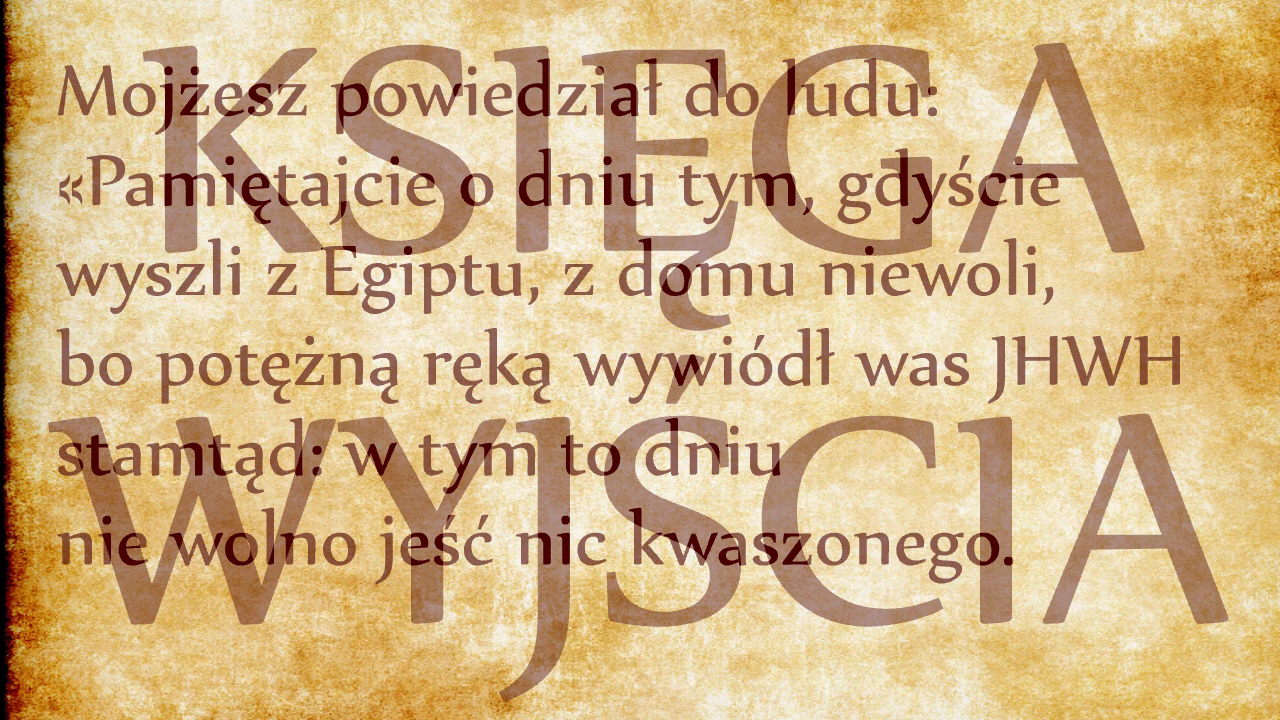 KSIĘGA
WYJŚCIA
Mojżesz powiedział do ludu:
«Pamiętajcie o dniu tym, gdyście
wyszli z Egiptu, z domu niewoli,
bo potężną ręką wywiódł was JHWH
stamtąd: w tym to dniu
nie wolno jeść nic kwaszonego.